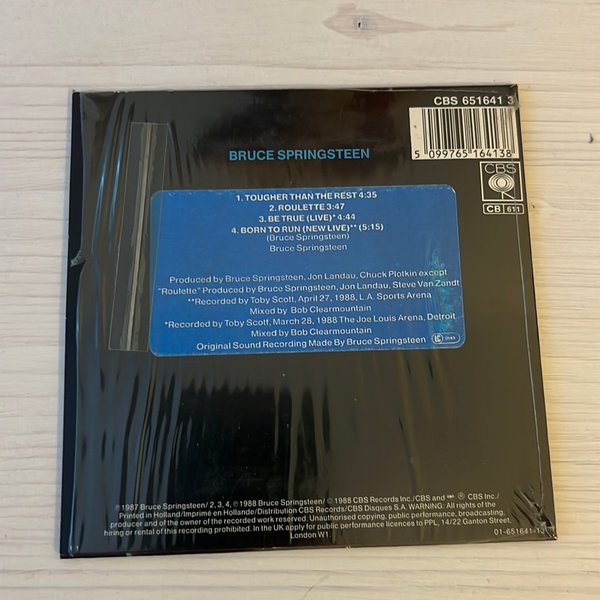 CBS 651641 3
5 099765 164138
CBS
CB 611
BRUCE SPRINGSTEEN
1. TOUGHER THAN THE REST 4:35
2. ROULETTE 3:47
3. BE TRUE (LIVE)* 4:44
4. BORN TO RUN (NEW LIVE)** (5:15)
(Bruce Springsteen)
Bruce Springsteen
Produced by Bruce Springsteen, Jon Landau, Chuck Plotkin except
"Roulette" Produced by Bruce Springsteen, Jon Landau, Steve Van Zandt
**Recorded by Toby Scott, April 27, 1988, L.A. Sports Arena
Mixed by Bob Clearmountain
*Recorded by Toby Scott, March 28, 1988 The Joe Louis Arena, Detroit
Mixed by Bob Clearmountain
Original Sound Recording Made By Bruce Springsteen
℗ 1987 Bruce Springsteen/ 2, 3, 4, ℗ 1988 Bruce Springsteen/ © 1988 CBS Records Inc./CBS and ® CBS Inc./
Printed in Holland/Imprimé en Hollande/Distribution CBS Records/CBS Disques S.A. WARNING: All rights of the
producer and of the owner of the recorded work reserved. Unauthorised copying, public performance, broadcasting,
hiring or rental of this recording prohibited. In the UK apply for public performance licences to PPL, 14/22 Ganton Street,
London W1.
01-651641-13